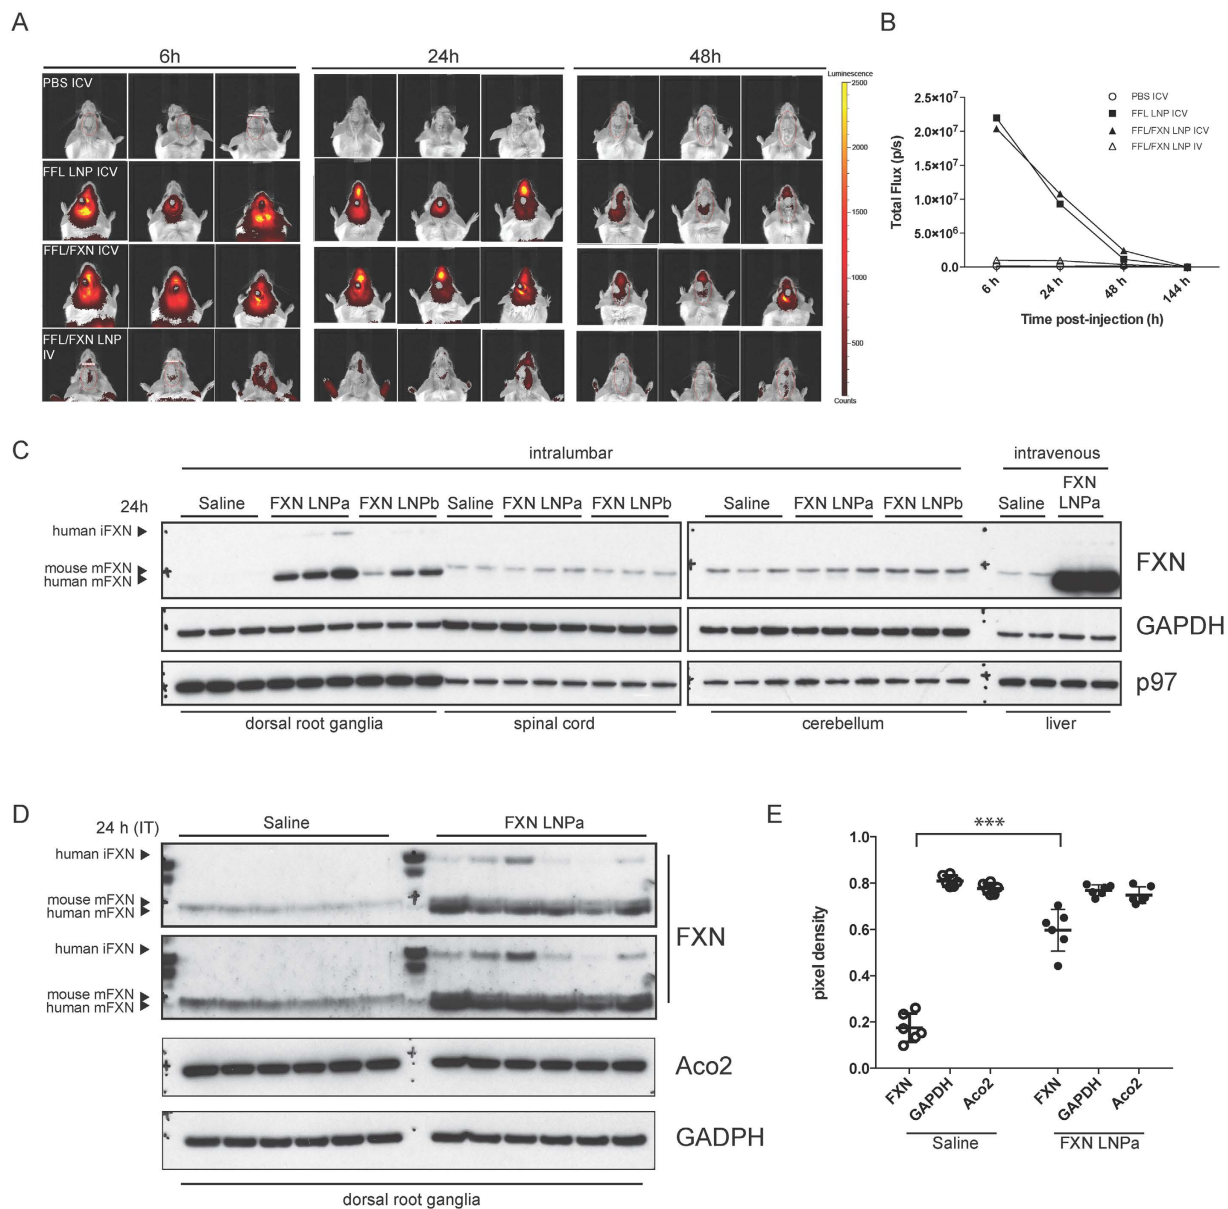 A
6h
24h
48h
PBS ICV
FFL LNP ICV
FFL/FXN ICV
FFL/FXN LNP
IV
Luminescence
2500
2000
1500
1000
500
Counts
B
2.5×10⁷
2.0×10⁷
1.5×10⁷
1.0×10⁷
5.0×10⁶
0.0
Total Flux (p/s)
6 h
24 h
48 h
144 h
Time post-injection (h)
PBS ICV
FFL LNP ICV
FFL/FXN LNP ICV
FFL/FXN LNP IV
C
intralumbar
intravenous
24h
Saline
FXN LNPa
FXN LNPb
Saline
FXN LNPa
FXN LNPb
Saline
FXN LNPa
FXN LNPb
Saline
FXN
LNPa
human iFXN
mouse mFXN
human mFXN
FXN
GAPDH
p97
dorsal root ganglia
spinal cord
cerebellum
liver
D
24 h (IT)
Saline
FXN LNPa
human iFXN
mouse mFXN
human mFXN
human iFXN
mouse mFXN
human mFXN
FXN
Aco2
GADPH
dorsal root ganglia
E
***
1.0
0.8
0.6
0.4
0.2
0.0
pixel density
FXN
GAPDH
Aco2
FXN
GAPDH
Aco2
Saline
FXN LNPa